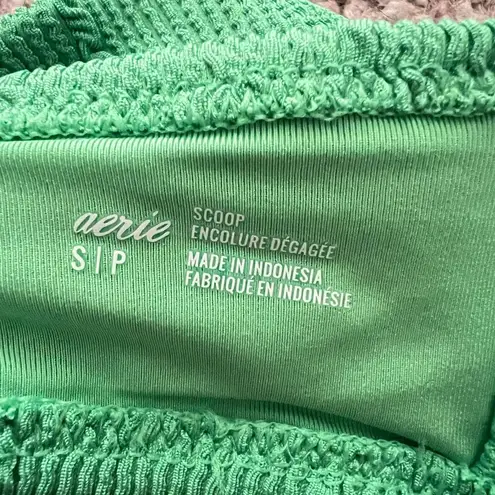 aerie
S|P
SCOOP
ENCOLURE DÉGAGÉE
MADE IN INDONESIA
FABRIQUÉ EN INDONÉSIE